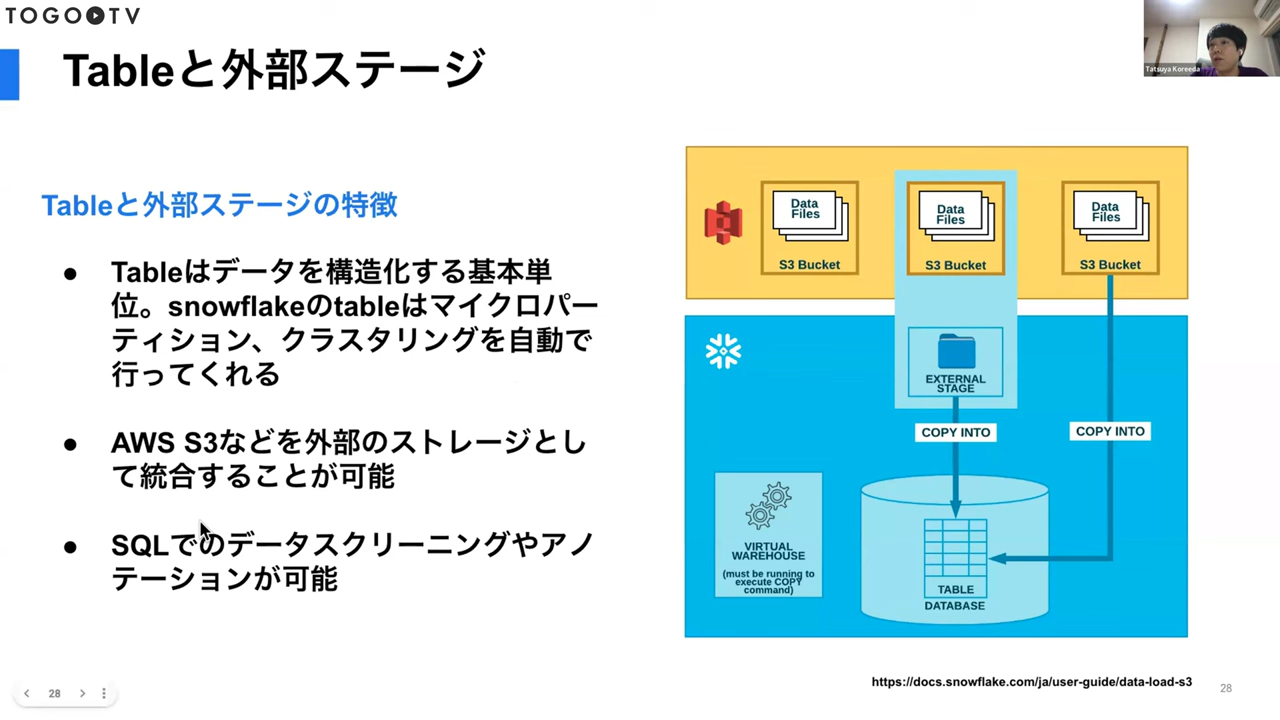 TOGOTV
Tatsuya Koreeda
Tableと外部ステージ
Tableと外部ステージの特徴
● Tableはデータを構造化する基本単
位。snowflakeのtableはマイクロパー
ティション、クラスタリングを自動で
行ってくれる
● AWS S3などを外部のストレージとし
て統合することが可能
● SQLでのデータスクリーニングやアノ
テーションが可能
Data
Files
S3 Bucket
Data
Files
S3 Bucket
Data
Files
S3 Bucket
EXTERNAL
STAGE
COPY INTO
COPY INTO
VIRTUAL
WAREHOUSE
(must be running to
execute COPY
command)
TABLE
DATABASE
https://docs.snowflake.com/ja/user-guide/data-load-s3
28
28